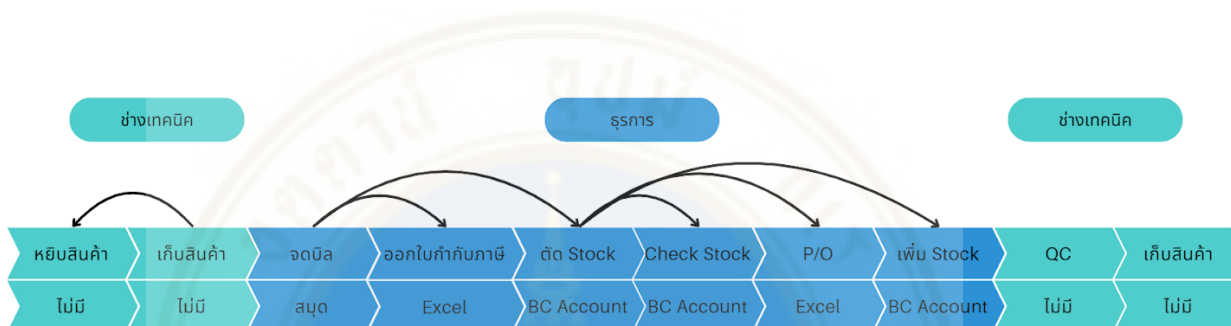 ช่างเทคนิค ธุรการ ช่างเทคนิค
หยิบสินค้า เก็บสินค้า จดบิล ออกใบกำกับภาษี ตัด Stock Check Stock P/O เพิ่ม Stock QC เก็บสินค้า
ไม่มี ไม่มี สมุด Excel BC Account BC Account Excel BC Account ไม่มี ไม่มี